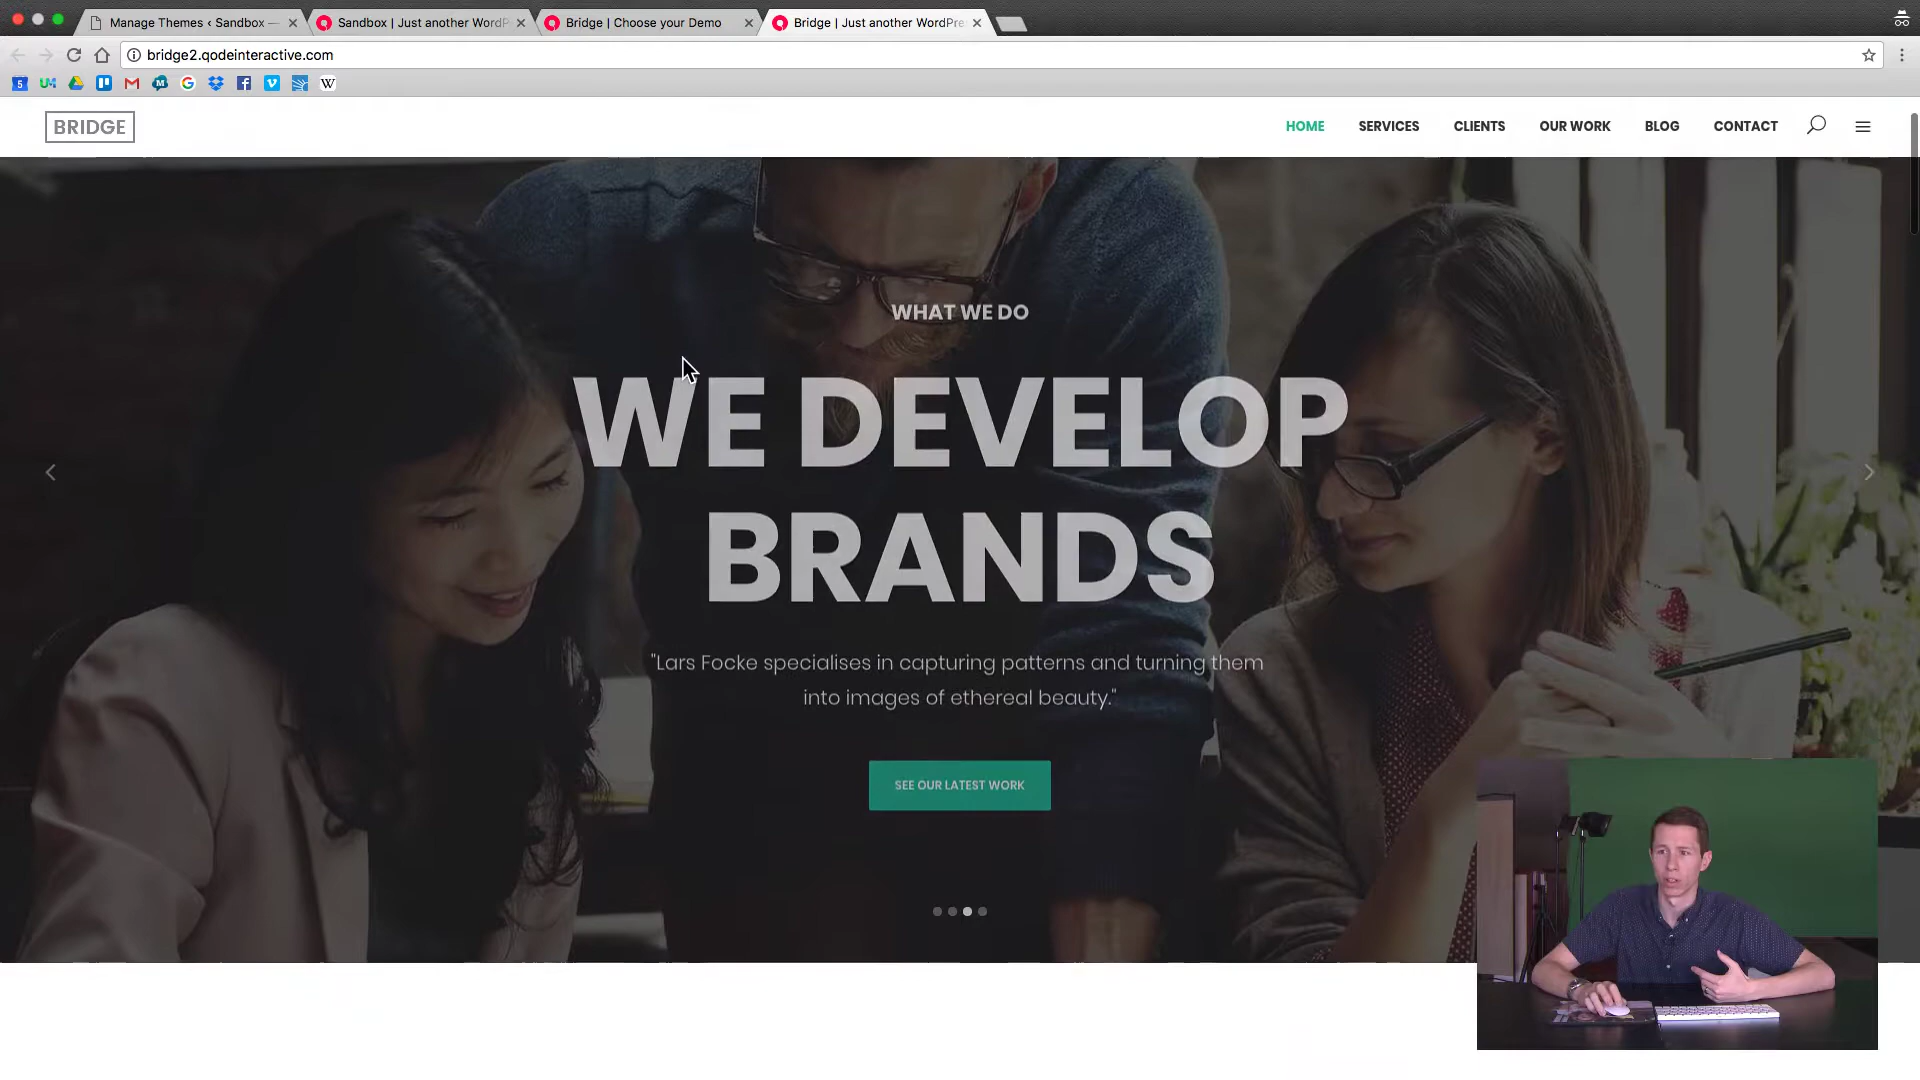 Manage Themes ‹ Sandbox —
Sandbox | Just another WordP
Bridge | Choose your Demo
Bridge | Just another WordPre
bridge2.qodeinteractive.com
5
M
G
W
BRIDGE
HOME
SERVICES
CLIENTS
OUR WORK
BLOG
CONTACT
WHAT WE DO
WE DEVELOP
BRANDS
"Lars Focke specialises in capturing patterns and turning them
into images of ethereal beauty."
SEE OUR LATEST WORK